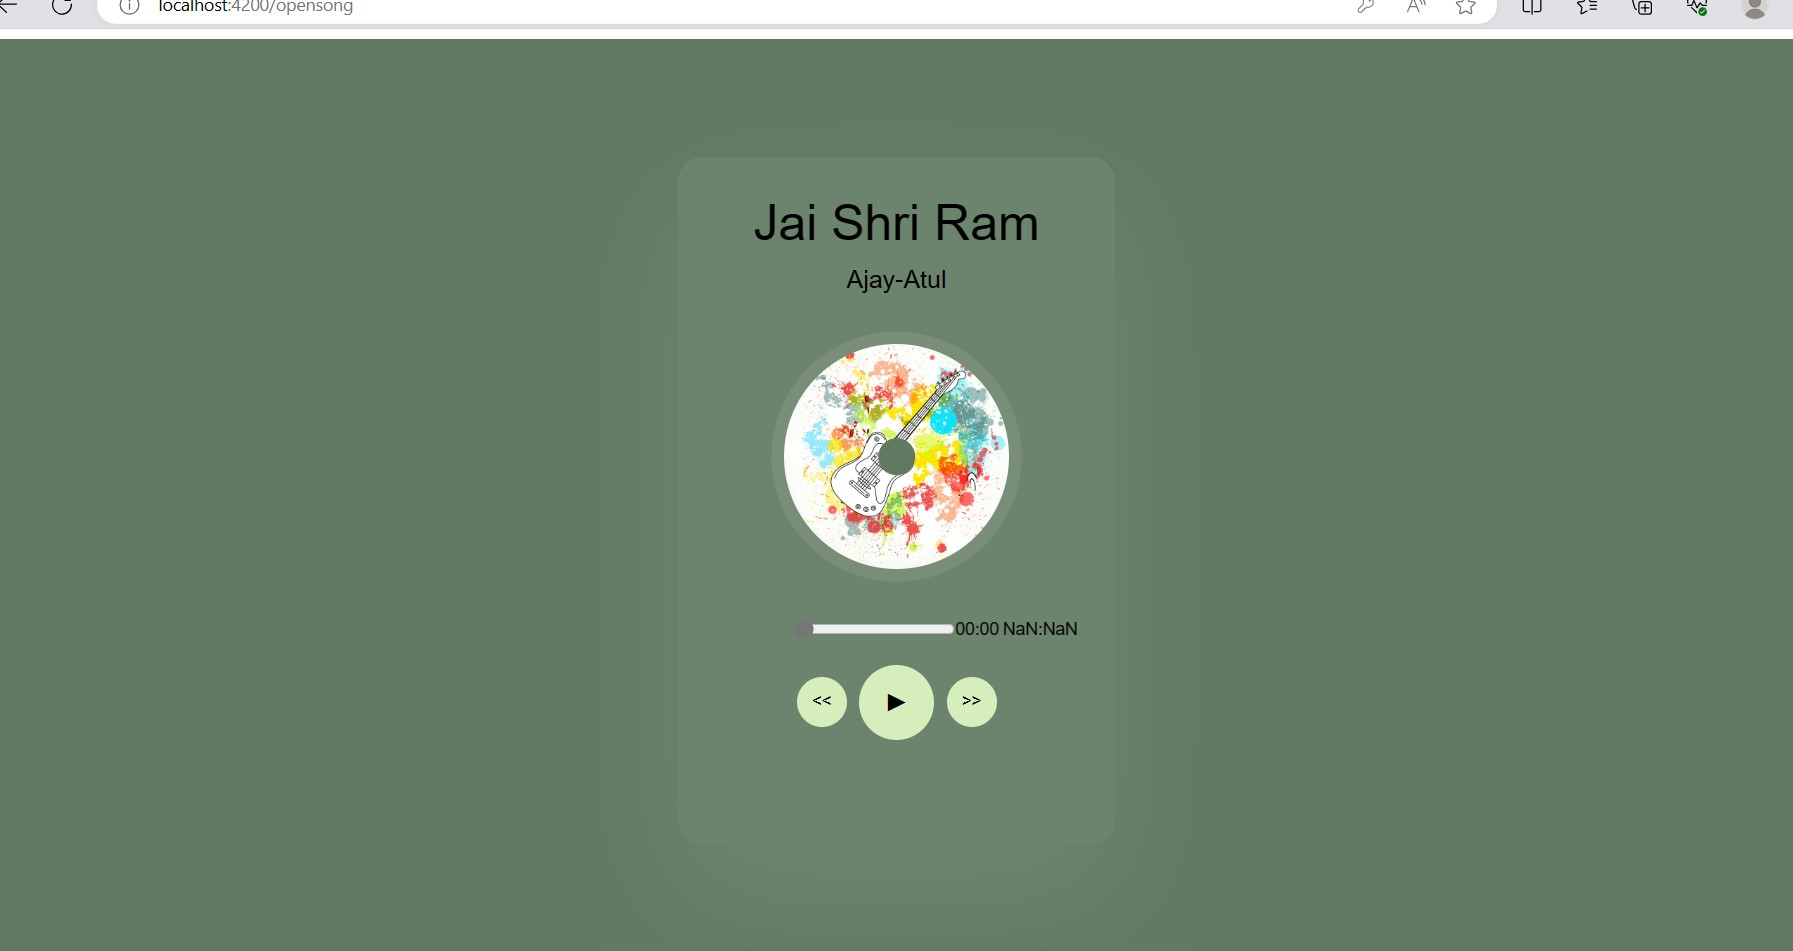 localhost:4200/opensong
Jai Shri Ram
Ajay-Atul
00:00 NaN:NaN
<< ▶ >>